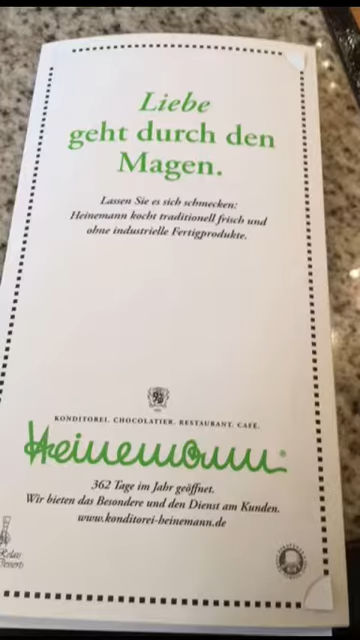 Liebe
geht durch den
Magen.
Lassen Sie es sich schmecken:
Heinemann kocht traditionell frisch und
ohne industrielle Fertigprodukte.
KONDITOREI. CHOCOLATIER. RESTAURANT. CAFÉ.
Heinemann®
362 Tage im Jahr geöffnet.
Wir bieten das Besondere und den Dienst am Kunden.
www.konditorei-heinemann.de
Relais
Desserts